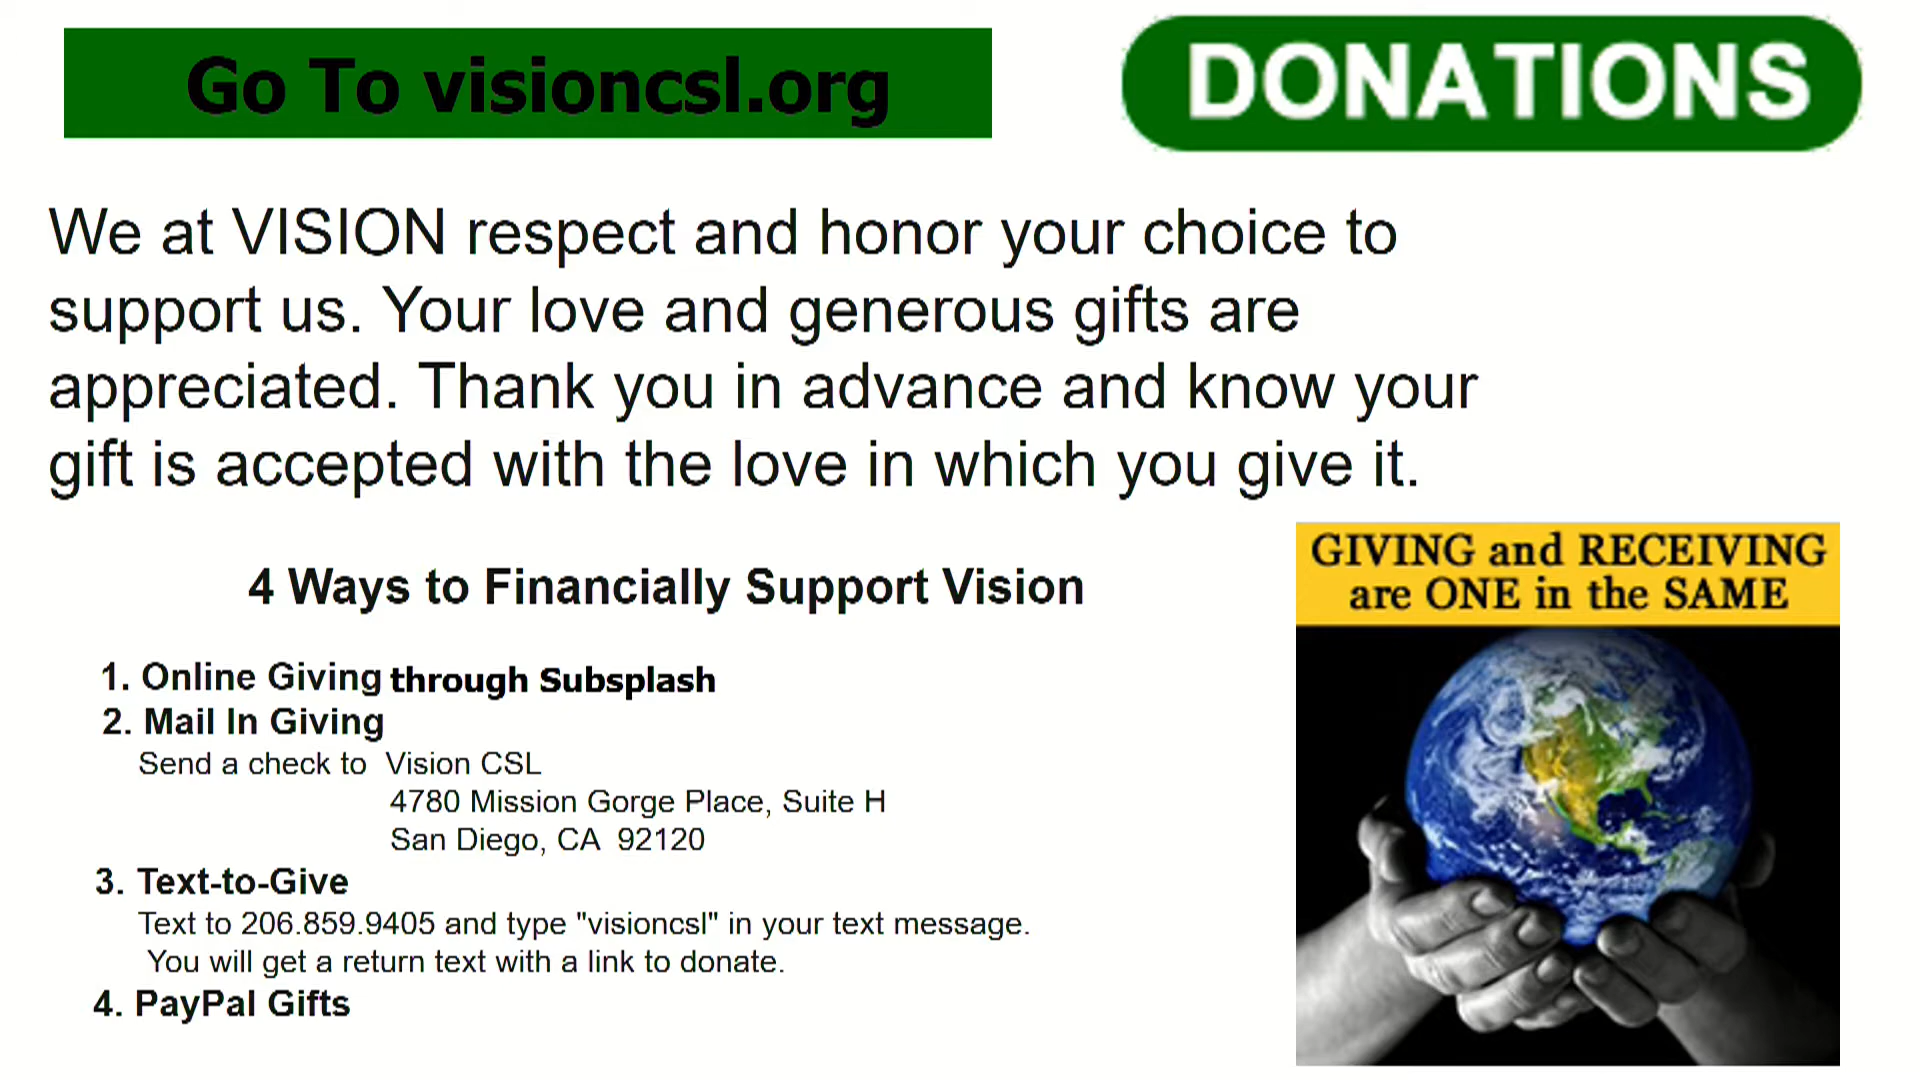 Go To visioncsl.org
DONATIONS
We at VISION respect and honor your choice to
support us. Your love and generous gifts are
appreciated. Thank you in advance and know your
gift is accepted with the love in which you give it.
4 Ways to Financially Support Vision
1. Online Giving through Subsplash
2. Mail In Giving
Send a check to Vision CSL
4780 Mission Gorge Place, Suite H
San Diego, CA 92120
3. Text-to-Give
Text to 206.859.9405 and type "visioncsl" in your text message.
You will get a return text with a link to donate.
4. PayPal Gifts
GIVING and RECEIVING
are ONE in the SAME